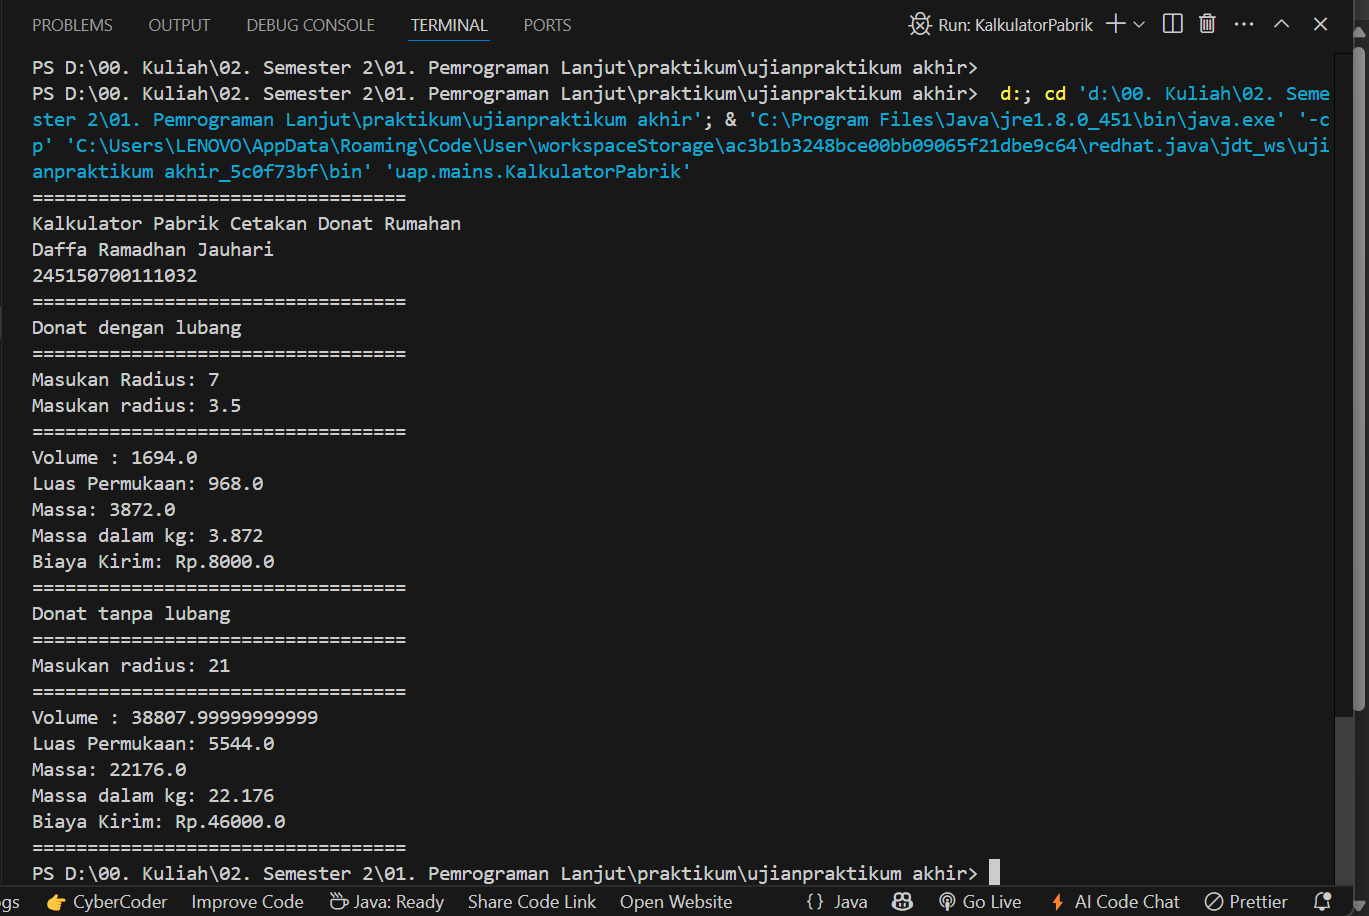 PROBLEMS OUTPUT DEBUG CONSOLE TERMINAL PORTS Run: KalkulatorPabrik
PS D:\00. Kuliah\02. Semester 2\01. Pemrograman Lanjut\praktikum\ujianpraktikum akhir>
PS D:\00. Kuliah\02. Semester 2\01. Pemrograman Lanjut\praktikum\ujianpraktikum akhir>  d:; cd 'd:\00. Kuliah\02. Seme
ster 2\01. Pemrograman Lanjut\praktikum\ujianpraktikum akhir'; & 'C:\Program Files\Java\jre1.8.0_451\bin\java.exe' '-c
p' 'C:\Users\LENOVO\AppData\Roaming\Code\User\workspaceStorage\ac3b1b3248bce00bb09065f21dbe9c64\redhat.java\jdt_ws\uji
anpraktikum akhir_5c0f73bf\bin' 'uap.mains.KalkulatorPabrik'
==================================
Kalkulator Pabrik Cetakan Donat Rumahan
Daffa Ramadhan Jauhari
245150700111032
==================================
Donat dengan lubang
==================================
Masukan Radius: 7
Masukan radius: 3.5
==================================
Volume : 1694.0
Luas Permukaan: 968.0
Massa: 3872.0
Massa dalam kg: 3.872
Biaya Kirim: Rp.8000.0
==================================
Donat tanpa lubang
==================================
Masukan radius: 21
==================================
Volume : 38807.99999999999
Luas Permukaan: 5544.0
Massa: 22176.0
Massa dalam kg: 22.176
Biaya Kirim: Rp.46000.0
==================================
PS D:\00. Kuliah\02. Semester 2\01. Pemrograman Lanjut\praktikum\ujianpraktikum akhir>
gs CyberCoder Improve Code Java: Ready Share Code Link Open Website {} Java Go Live AI Code Chat Prettier